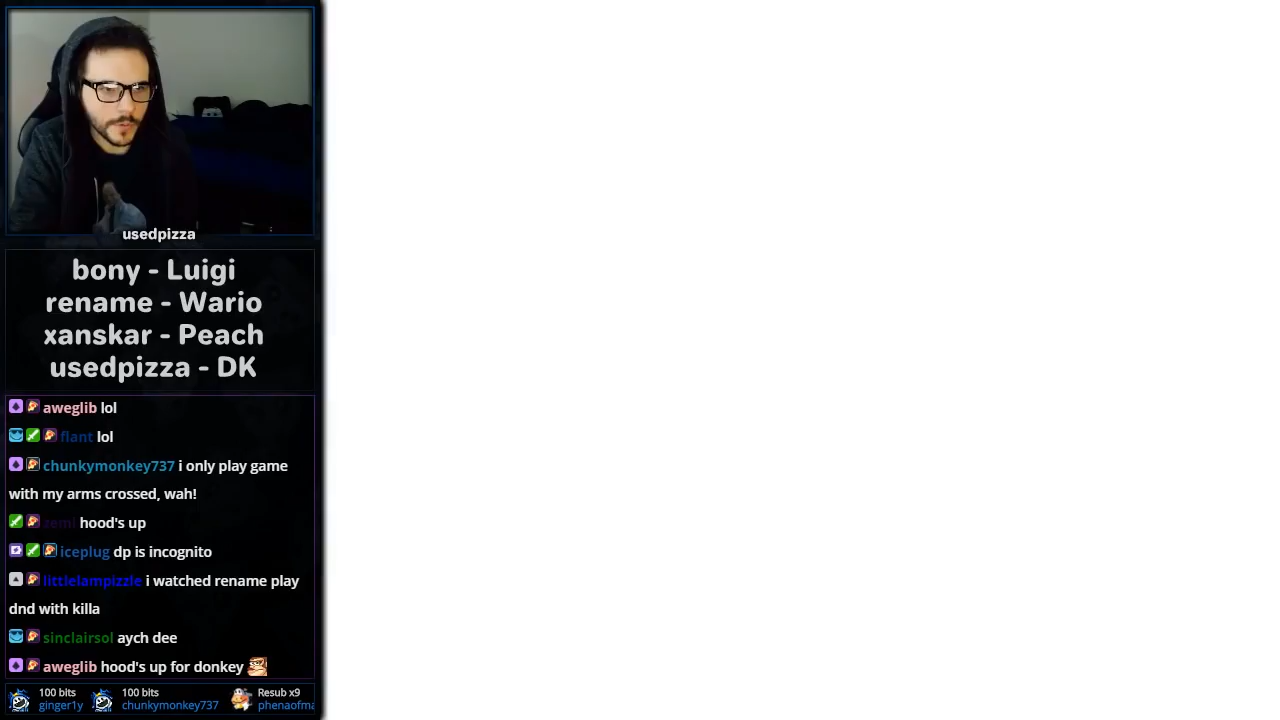 usedpizza
bony - Luigi
rename - Wario
xanskar - Peach
usedpizza - DK
aweglib lol
flant lol
chunkymonkey737 i only play game
with my arms crossed, wah!
zeml hood's up
iceplug dp is incognito
littlelampizzle i watched rename play
dnd with killa
sinclairsol aych dee
aweglib hood's up for donkey
100 bits 100 bits Resub x9
ginger1y chunkymonkey737 phenaofma